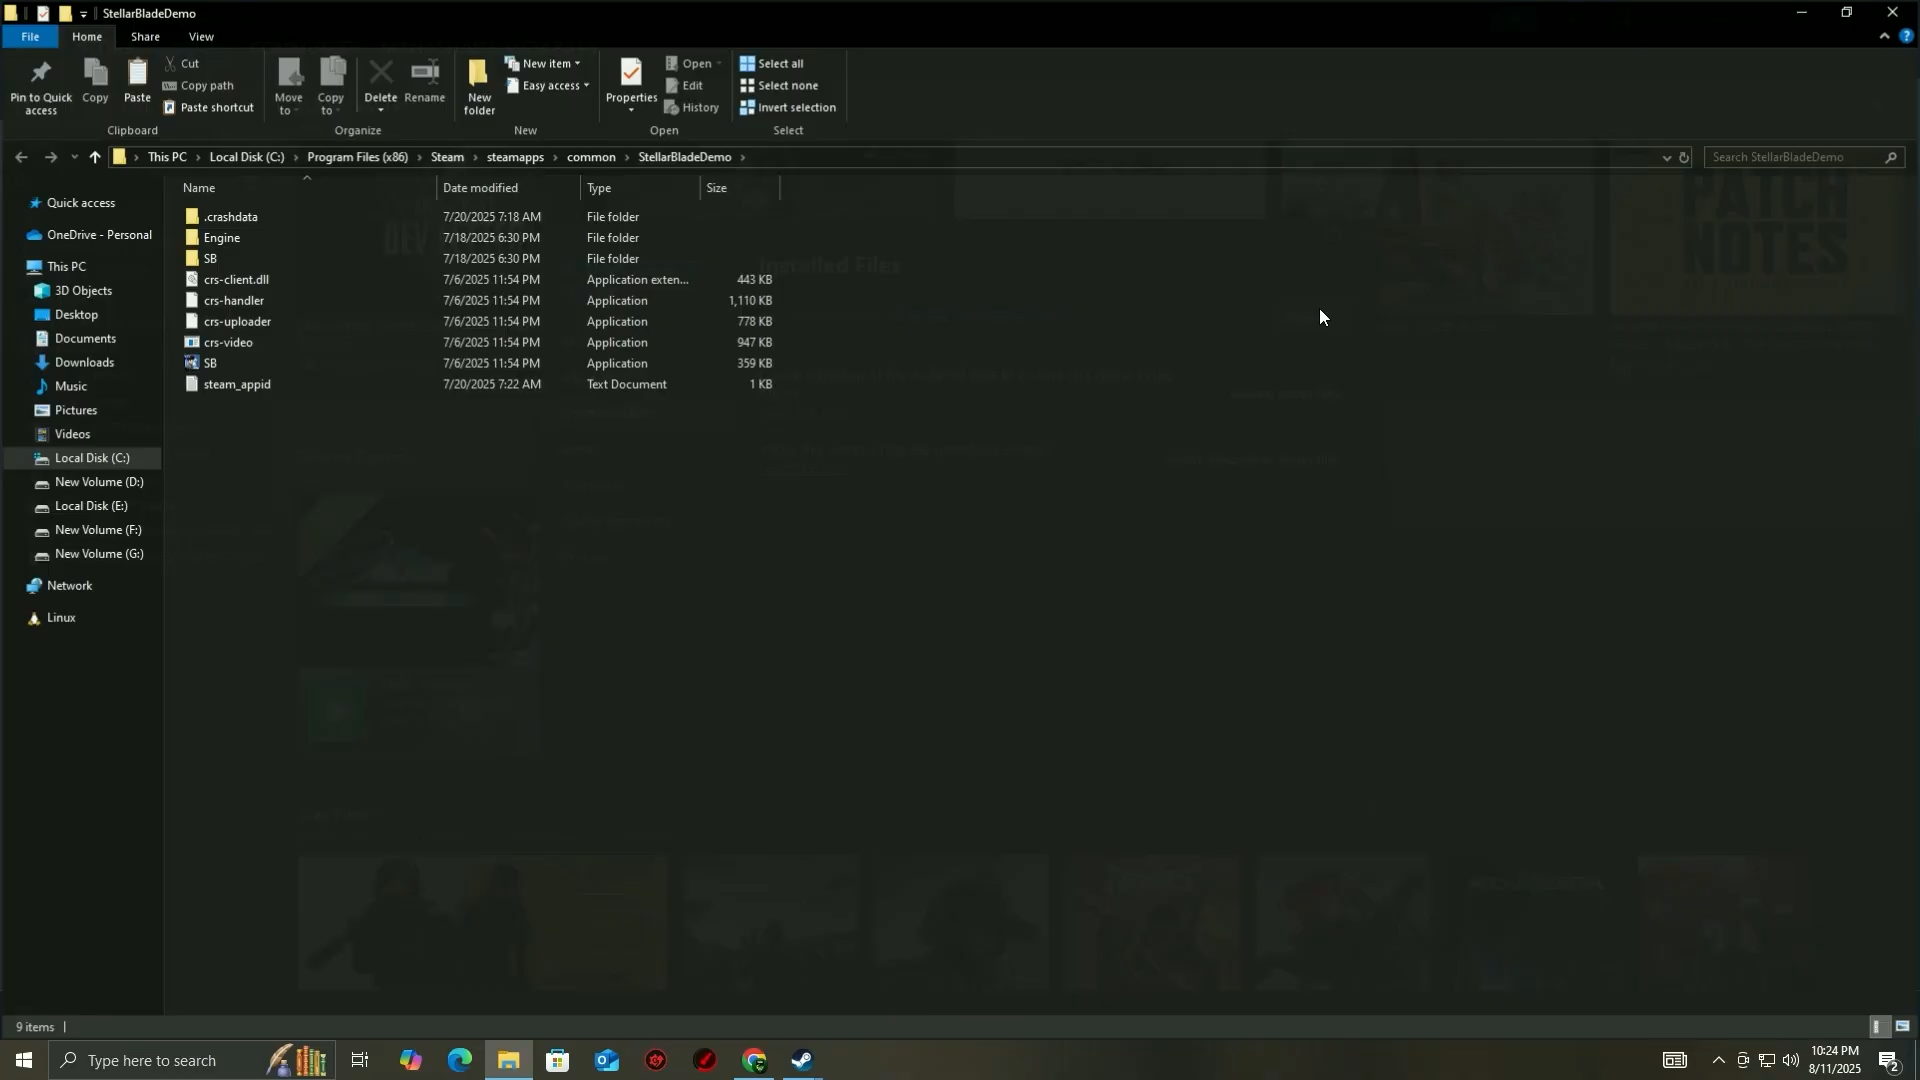 StellarBladeDemo
File Home Share View
Pin to Quick access
Copy
Paste
Cut
Copy path
Paste shortcut
Clipboard
Move to
Copy to
Delete
Rename
Organize
New folder
New item
Easy access
New
Properties
Open
Edit
History
Open
Select all
Select none
Invert selection
Select
This PC > Local Disk (C:) > Program Files (x86) > Steam > steamapps > common > StellarBladeDemo >
Search StellarBladeDemo
Name Date modified Type Size
.crashdata 7/20/2025 7:18 AM File folder
Engine 7/18/2025 6:30 PM File folder
SB 7/18/2025 6:30 PM File folder
crs-client.dll 7/6/2025 11:54 PM Application exten... 443 KB
crs-handler 7/6/2025 11:54 PM Application 1,110 KB
crs-uploader 7/6/2025 11:54 PM Application 778 KB
crs-video 7/6/2025 11:54 PM Application 947 KB
SB 7/6/2025 11:54 PM Application 359 KB
steam_appid 7/20/2025 7:22 AM Text Document 1 KB
Quick access
OneDrive - Personal
This PC
3D Objects
Desktop
Documents
Downloads
Music
Pictures
Videos
Local Disk (C:)
New Volume (D:)
Local Disk (E:)
New Volume (F:)
New Volume (G:)
Network
Linux
Installed Files
PATCH
NOTES
9 items
Type here to search
10:24 PM
8/11/2025
2